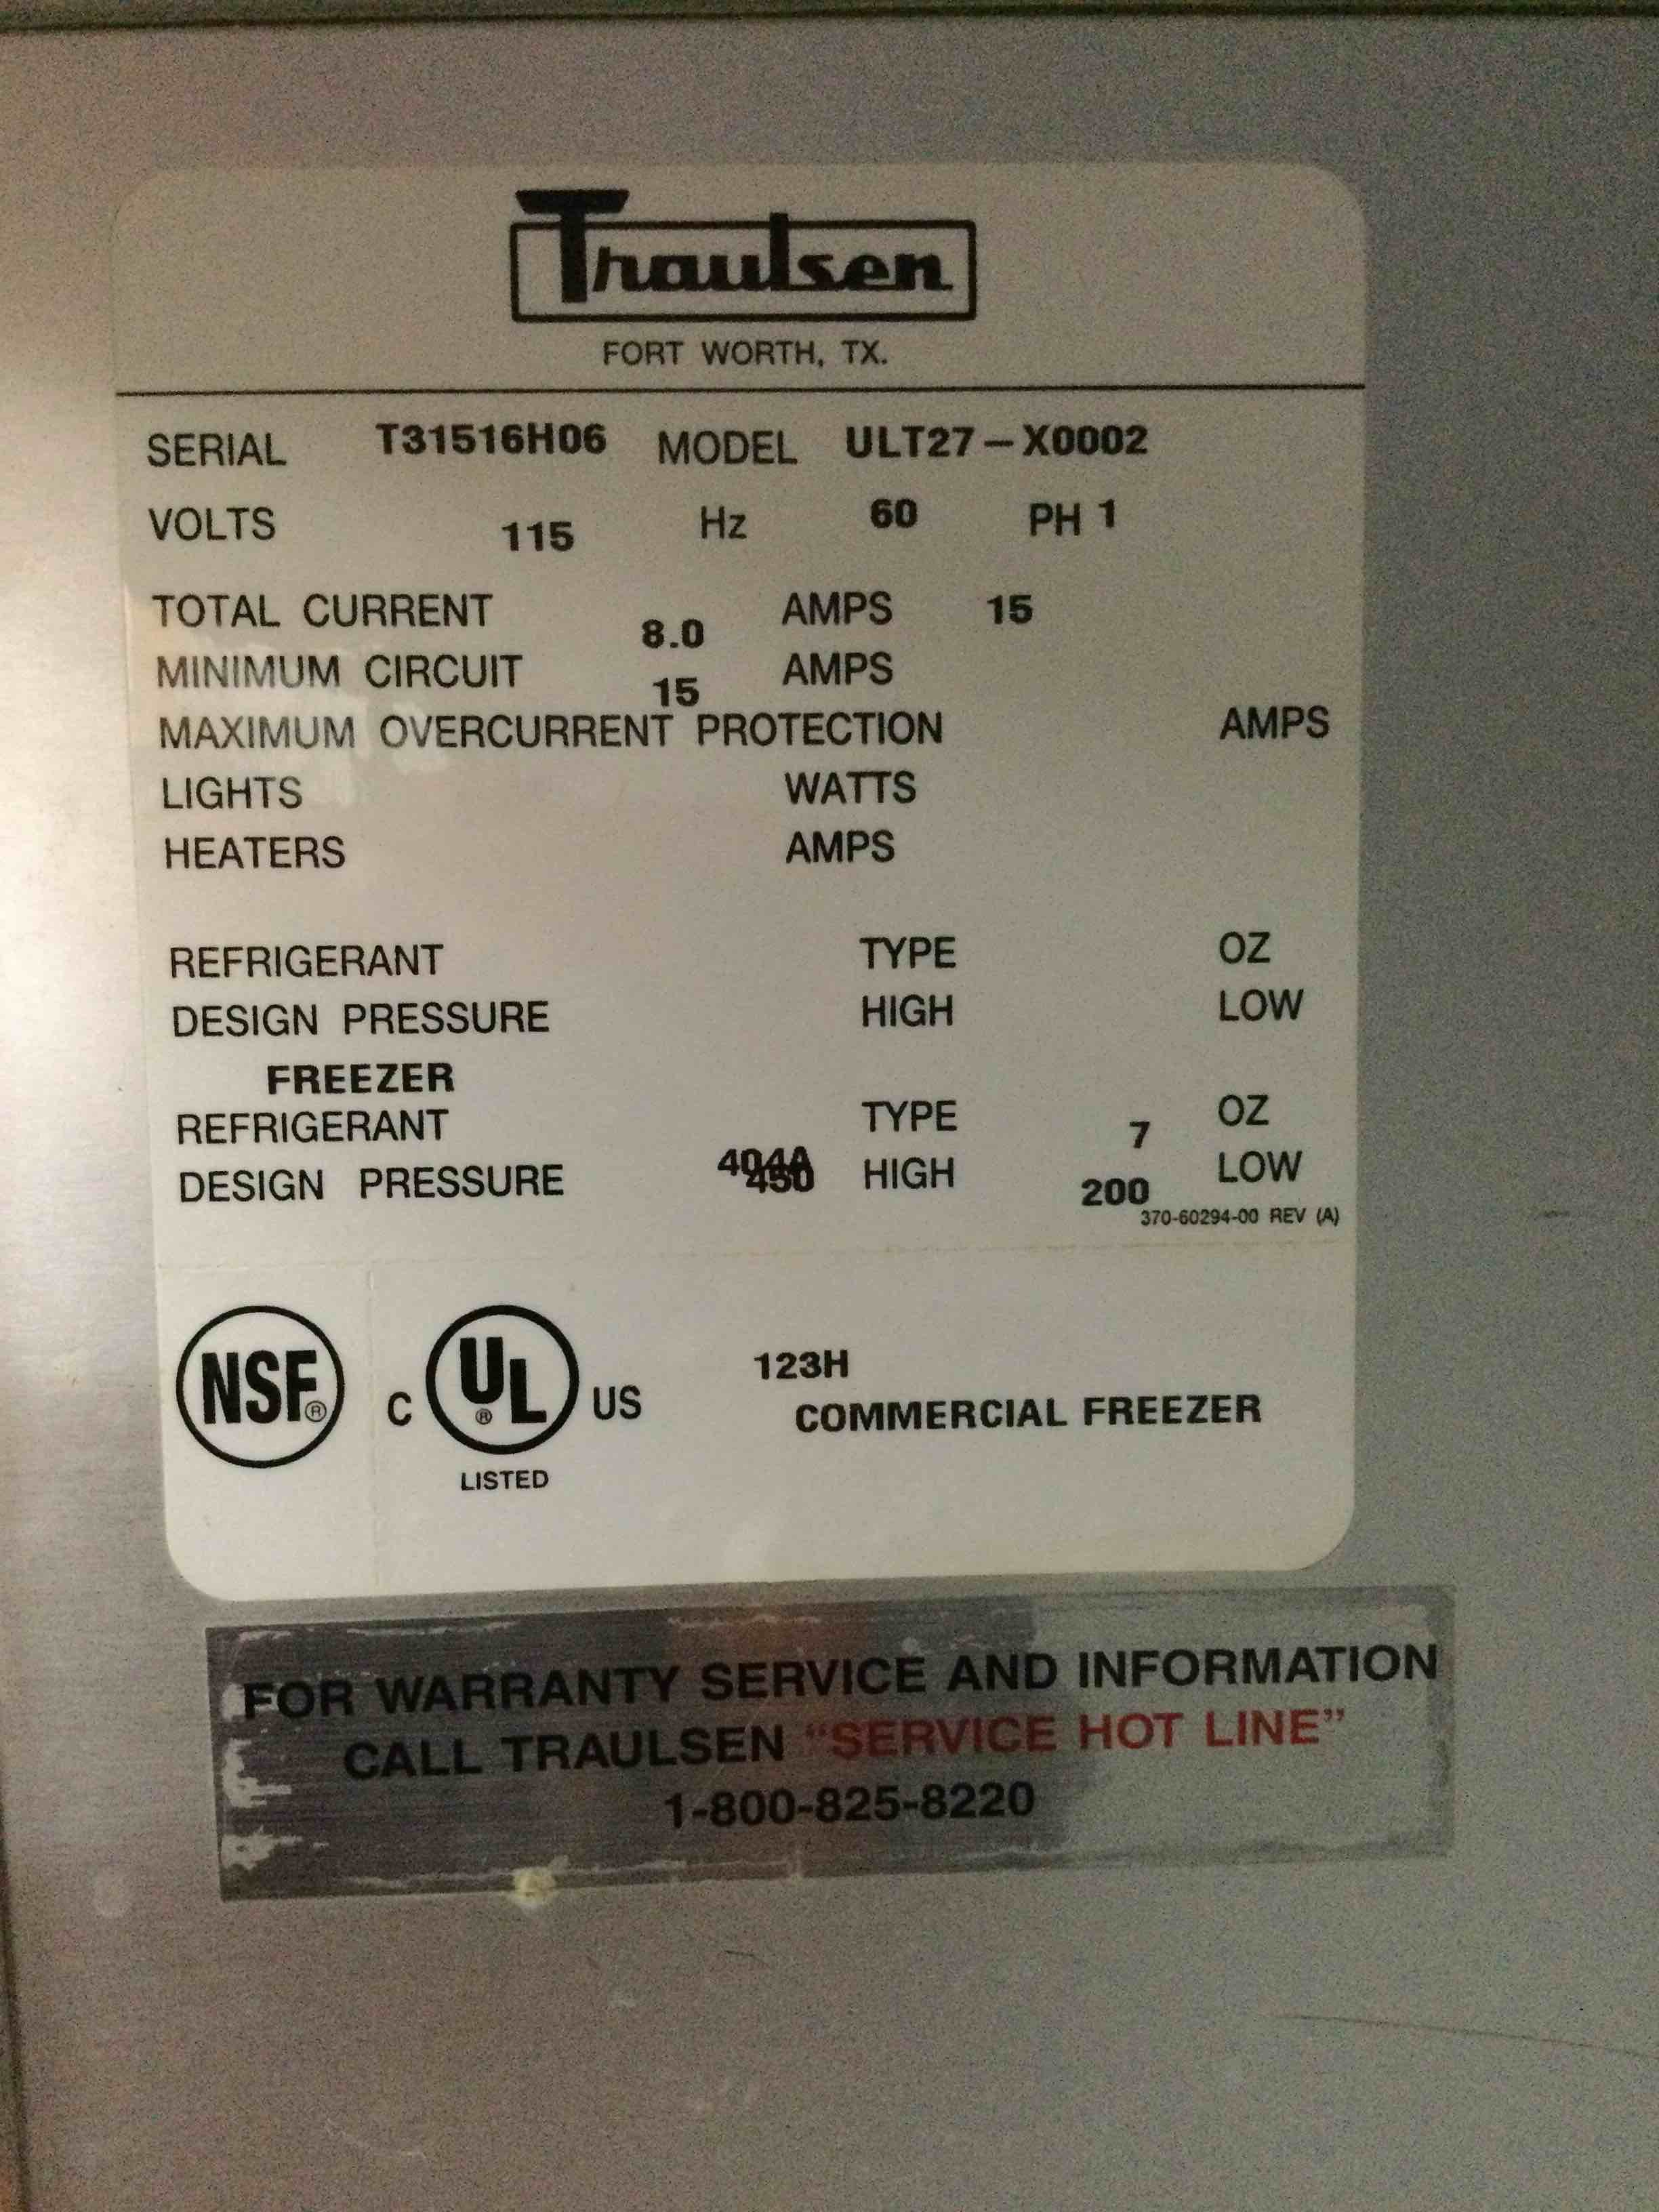 Traulsen
FORT WORTH, TX.
SERIAL T31516H06 MODEL ULT27-X0002
VOLTS 115 Hz 60 PH 1
TOTAL CURRENT 8.0 AMPS 15
MINIMUM CIRCUIT 15 AMPS
MAXIMUM OVERCURRENT PROTECTION AMPS
LIGHTS WATTS
HEATERS AMPS
REFRIGERANT TYPE OZ
DESIGN PRESSURE HIGH LOW
FREEZER
REFRIGERANT 404A TYPE 7 OZ
DESIGN PRESSURE 450 HIGH 200 LOW
370-60294-00 REV (A)
NSF® C UL® US 123H
COMMERCIAL FREEZER
LISTED
FOR WARRANTY SERVICE AND INFORMATION
CALL TRAULSEN "SERVICE HOT LINE"
1-800-825-8220